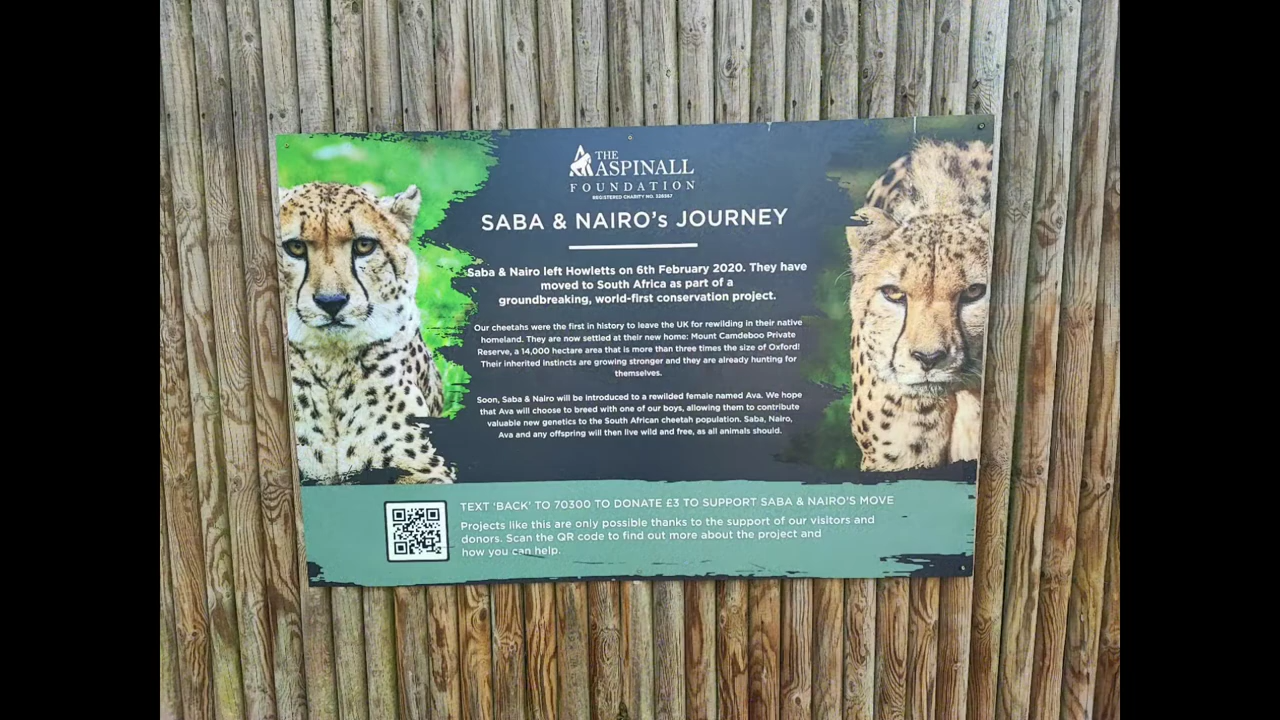 THE
ASPINALL
FOUNDATION
REGISTERED CHARITY NO. 326567
SABA & NAIRO's JOURNEY
Saba & Nairo left Howletts on 6th February 2020. They have
moved to South Africa as part of a
groundbreaking, world-first conservation project.
Our cheetahs were the first in history to leave the UK for rewilding in their native
homeland. They are now settled at their new home: Mount Camdeboo Private
Reserve, a 14,000 hectare area that is more than three times the size of Oxford!
Their inherited instincts are growing stronger and they are already hunting for
themselves.
Soon, Saba & Nairo will be introduced to a rewilded female named Ava. We hope
that Ava will choose to breed with one of our boys, allowing them to contribute
valuable new genetics to the South African cheetah population. Saba, Nairo,
Ava and any offspring will then live wild and free, as all animals should.
TEXT 'BACK' TO 70300 TO DONATE £3 TO SUPPORT SABA & NAIRO'S MOVE
Projects like this are only possible thanks to the support of our visitors and
donors. Scan the QR code to find out more about the project and
how you can help.